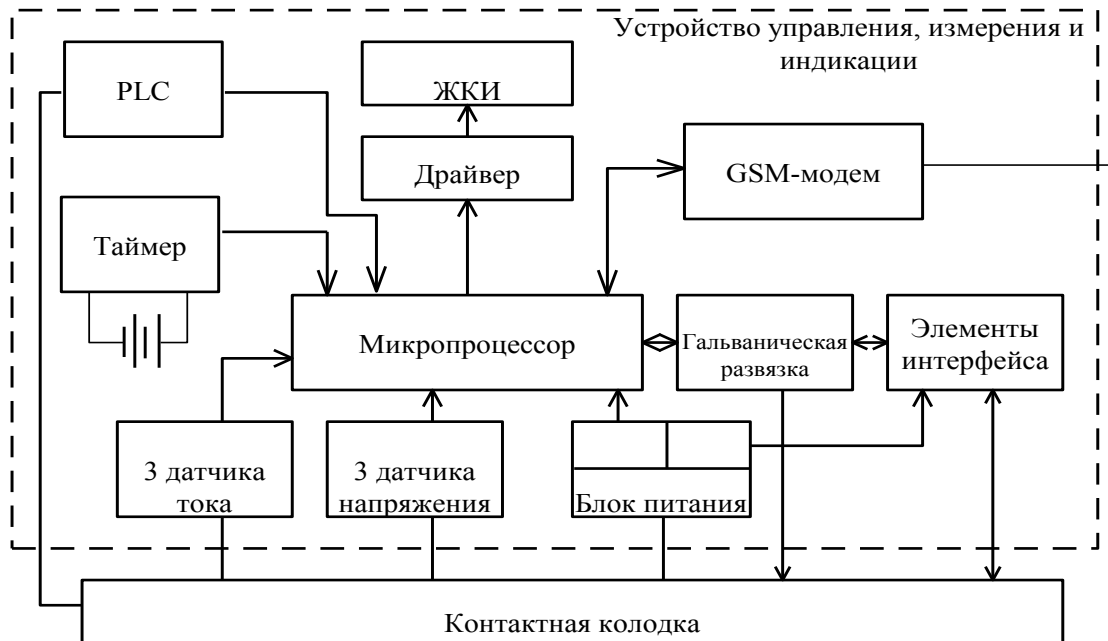 Устройство управления, измерения и
индикации
PLC
ЖКИ
Драйвер
GSM-модем
Таймер
Микропроцессор
Гальваническая
развязка
Элементы
интерфейса
3 датчика
тока
3 датчика
напряжения
Блок питания
Контактная колодка